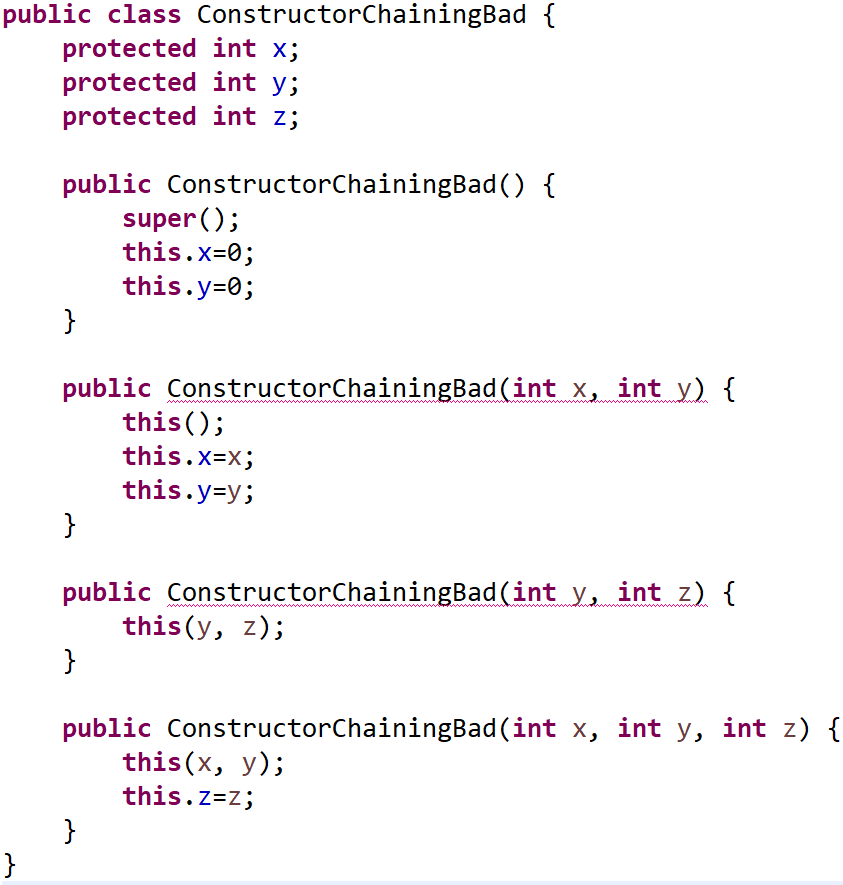 public class ConstructorChainingBad {
    protected int x;
    protected int y;
    protected int z;

    public ConstructorChainingBad() {
        super();
        this.x=0;
        this.y=0;
    }

    public ConstructorChainingBad(int x, int y) {
        this();
        this.x=x;
        this.y=y;
    }

    public ConstructorChainingBad(int y, int z) {
        this(y, z);
    }

    public ConstructorChainingBad(int x, int y, int z) {
        this(x, y);
        this.z=z;
    }
}